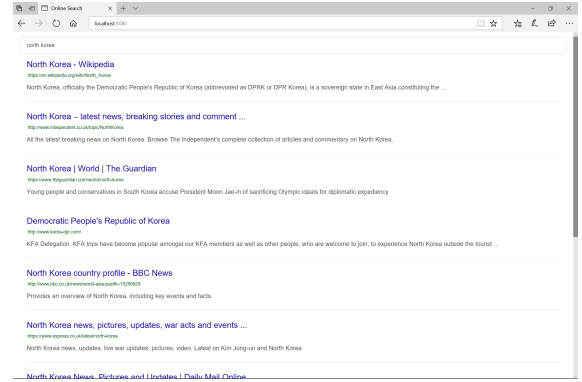 Online Search
localhost:5080
north korea
North Korea - Wikipedia
https://en.wikipedia.org/wiki/North_Korea
North Korea, officially the Democratic People's Republic of Korea (abbreviated as DPRK or DPR Korea), is a sovereign state in East Asia constituting the ...
North Korea – latest news, breaking stories and comment ...
http://www.independent.co.uk/topic/NorthKorea
All the latest breaking news on North Korea. Browse The Independent's complete collection of articles and commentary on North Korea.
North Korea | World | The Guardian
https://www.theguardian.com/world/north-korea
Young people and conservatives in South Korea accuse President Moon Jae-in of sacrificing Olympic ideals for diplomatic expediency
Democratic People's Republic of Korea
http://www.korea-dpr.com/
KFA Delegation. KFA trips have become popular amongst our KFA members as well as other people, who are welcome to join, to experience North Korea outside the tourist ...
North Korea country profile - BBC News
http://www.bbc.co.uk/news/world-asia-pacific-15256929
Provides an overview of North Korea, including key events and facts.
North Korea news, pictures, updates, war acts and events ...
https://www.express.co.uk/latest/north-korea
North Korea news, updates, live war updates, pictures, video. Latest on Kim Jong-un and North Korea
North Korea News, Pictures and Updates | Daily Mail Online